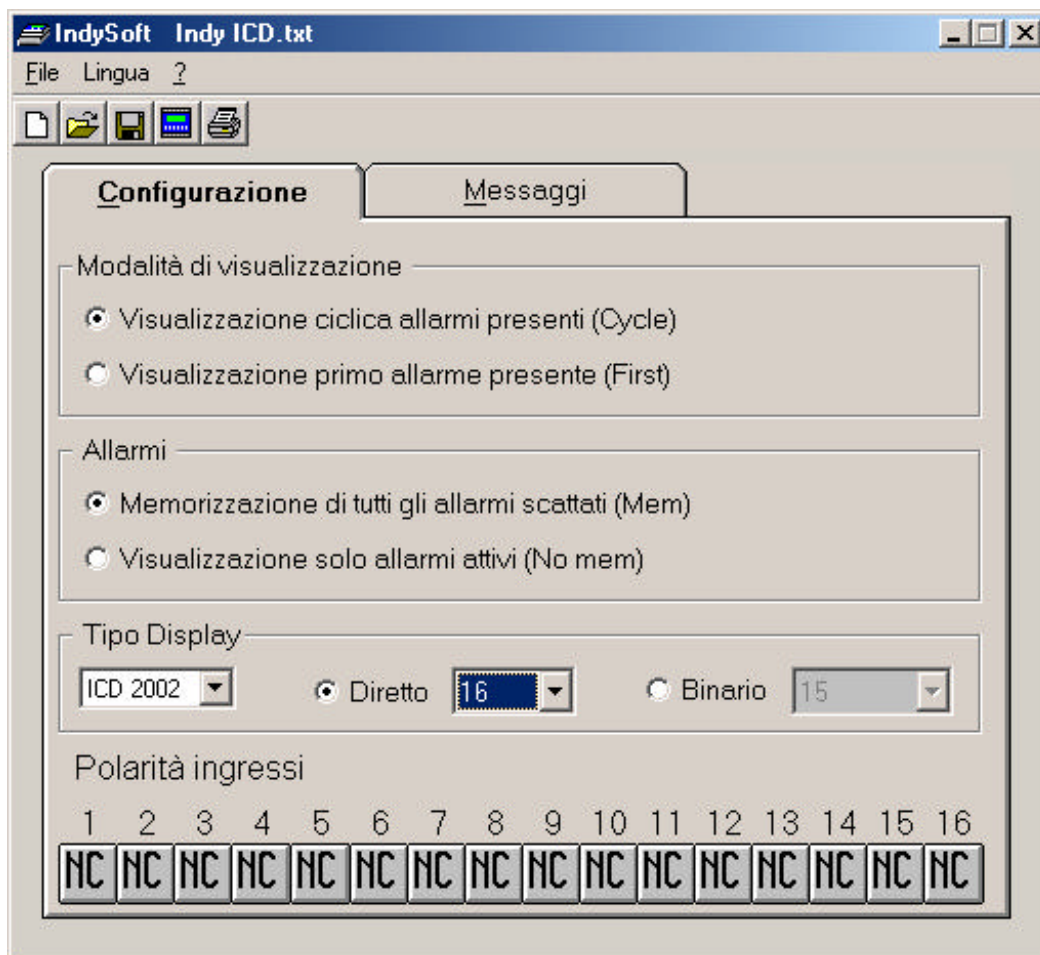 IndySoft Indy ICD.txt
File Lingua ?
Configurazione Messaggi
Modalità di visualizzazione
Visualizzazione ciclica allarmi presenti (Cycle)
Visualizzazione primo allarme presente (First)
Allarmi
Memorizzazione di tutti gli allarmi scattati (Mem)
Visualizzazione solo allarmi attivi (No mem)
Tipo Display
ICD 2002 Diretto 16 Binario 15
Polarità ingressi
1 2 3 4 5 6 7 8 9 10 11 12 13 14 15 16
NC NC NC NC NC NC NC NC NC NC NC NC NC NC NC NC